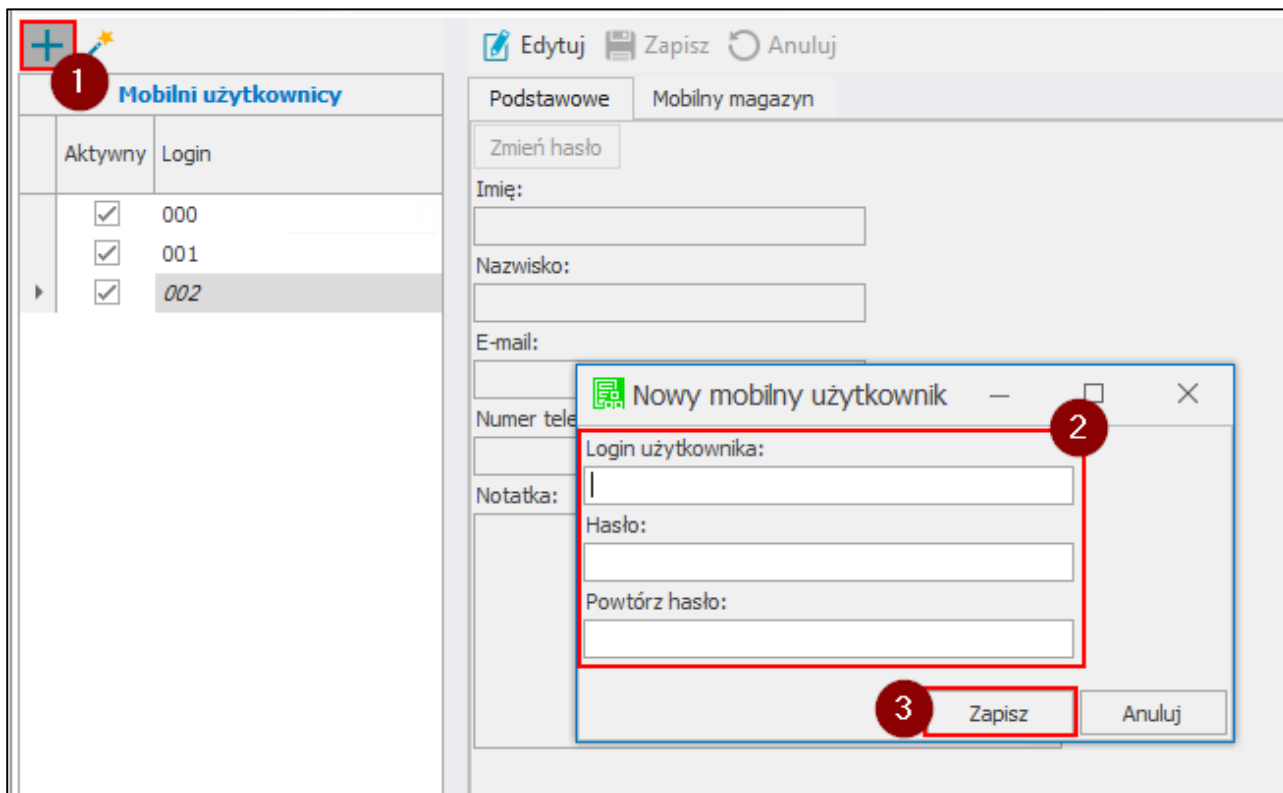 1
Mobilni użytkownicy
Aktywny Login
000
001
002
Edytuj Zapisz Anuluj
Podstawowe Mobilny magazyn
Zmień hasło
Imię:
Nazwisko:
E-mail:
Numer tele
Notatka:
Nowy mobilny użytkownik
2
Login użytkownika:
Hasło:
Powtórz hasło:
3 Zapisz Anuluj